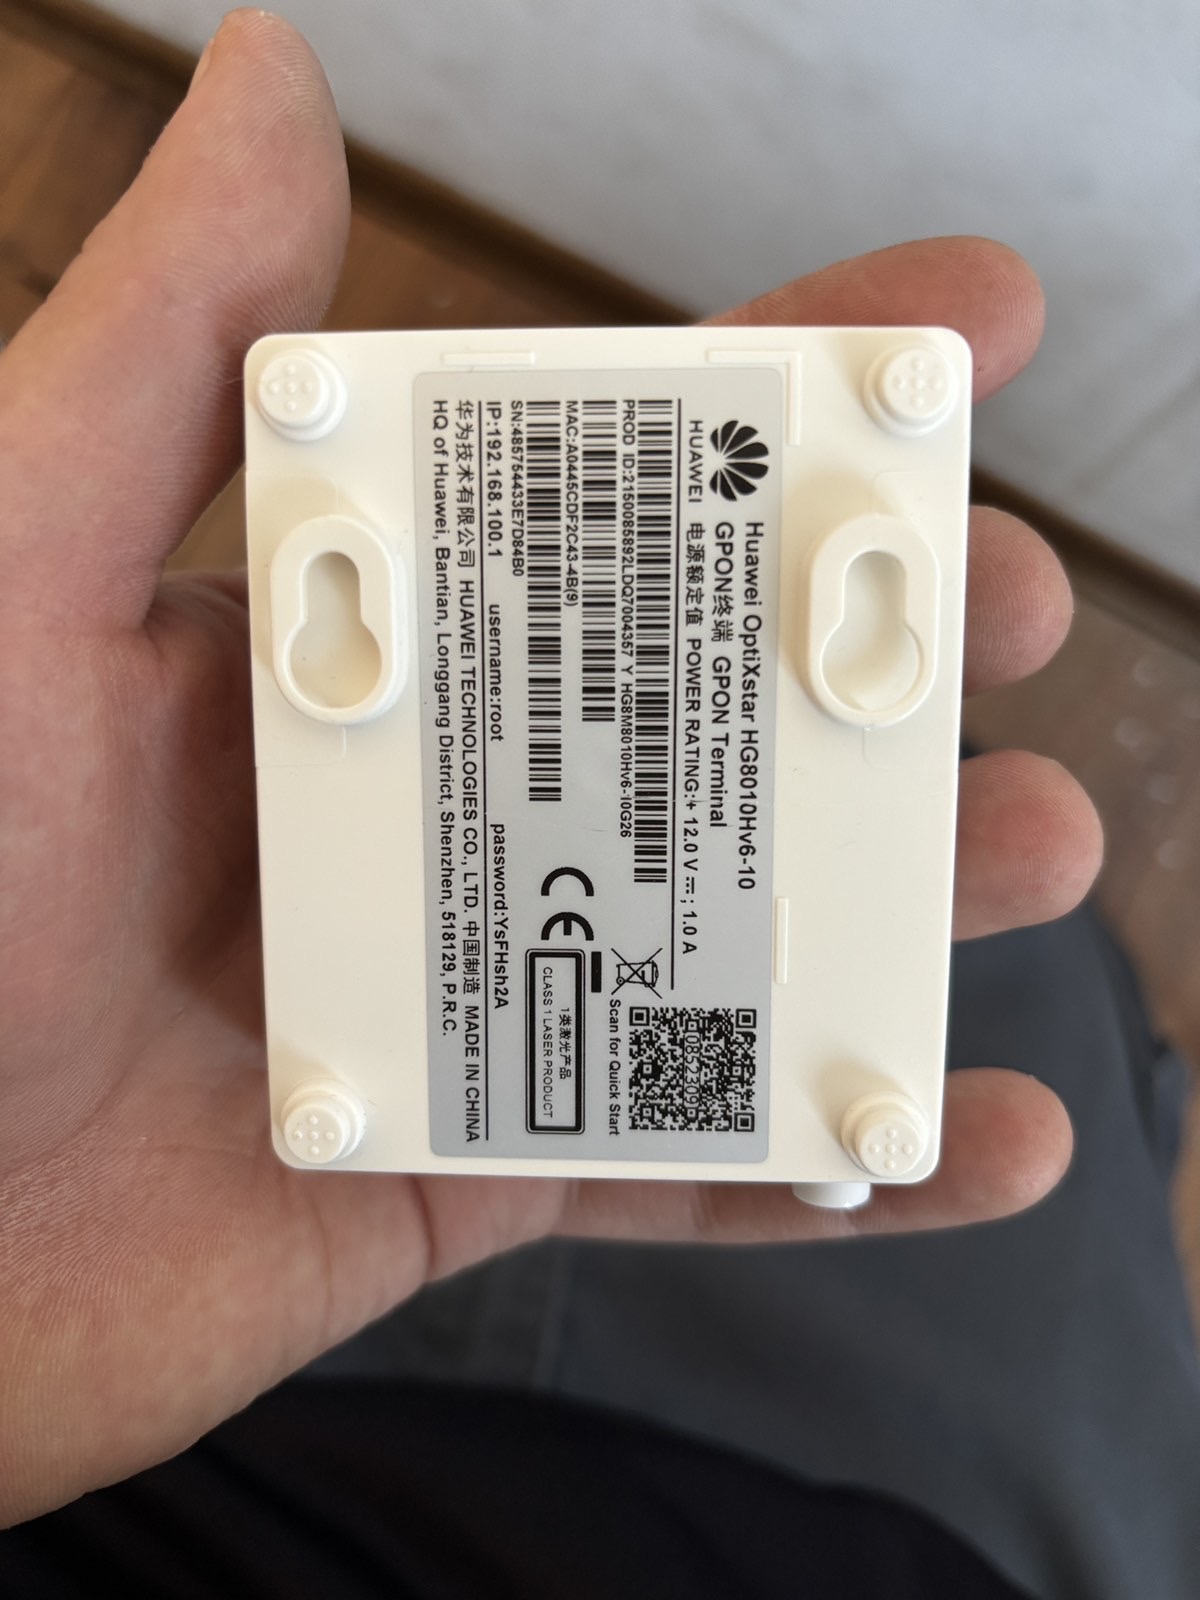 HUAWEI
Huawei OptiXstar HG8010Hv6-10
GPON终端 GPON Terminal
电源额定值 POWER RATING:+ 12.0 V ⎓; 1.0 A
PROD ID:2150085892LDQ7004357 Y HG8M8010Hv6-10G26
MAC:A0445CDF2C43-4B(9)
SN:485754433E7D84B0
0852309
Scan for Quick Start
CE
1类激光产品
CLASS 1 LASER PRODUCT
IP:192.168.100.1 username:root password:YsFHsh2A
华为技术有限公司 HUAWEI TECHNOLOGIES CO., LTD. 中国制造 MADE IN CHINA
HQ of Huawei, Bantian, Longgang District, Shenzhen, 518129, P.R.C.